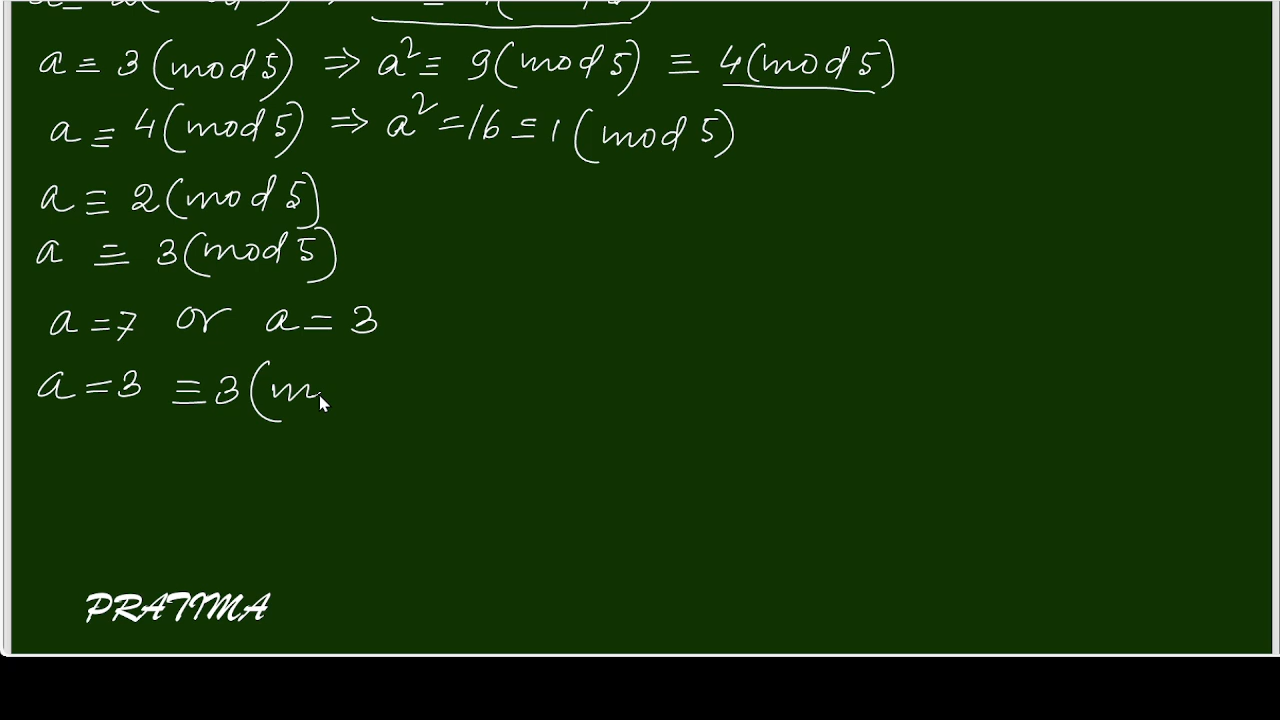 a ≡ 3 (mod 5) ⇒ a² ≡ 9 (mod 5) ≡ 4 (mod 5)
a ≡ 4 (mod 5) ⇒ a² = 16 ≡ 1 (mod 5)
a ≡ 2 (mod 5)
a ≡ 3 (mod 5)
a = 7 or a = 3
a = 3 ≡ 3 (m
PRATIMA